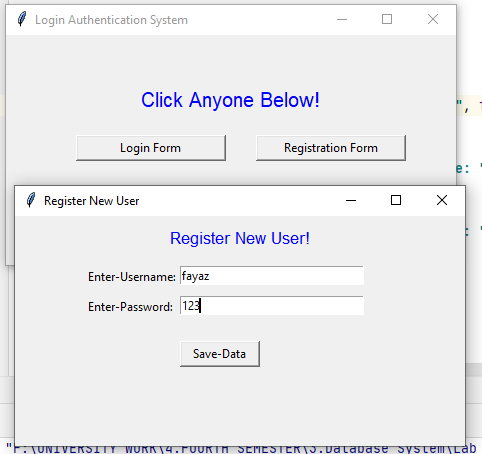 Login Authentication System
Click Anyone Below!
Login Form
Registration Form
Register New User
Register New User!
Enter-Username: fayaz
Enter-Password: 123
Save-Data
"F:\UNIVERSITY WORK\4.FOURTH SEMESTER\3.Database System\Lab